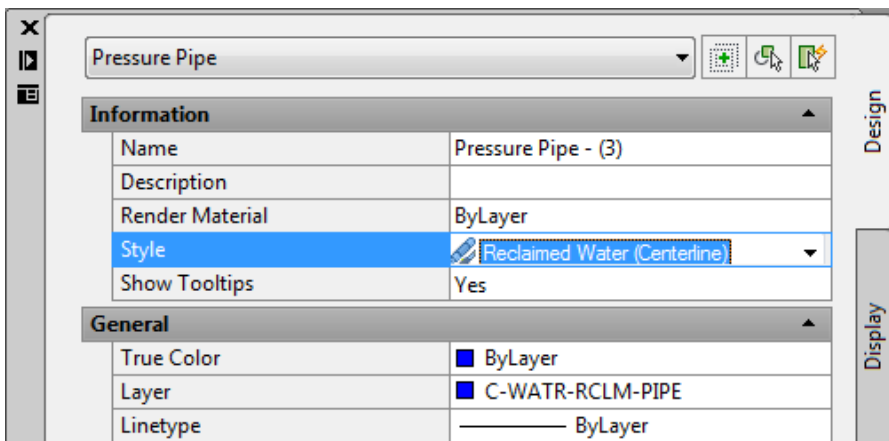 Pressure Pipe
Information
Name Pressure Pipe - (3)
Description
Render Material ByLayer
Style Reclaimed Water (Centerline)
Show Tooltips Yes
General
True Color ByLayer
Layer C-WATR-RCLM-PIPE
Linetype ByLayer
Design
Display